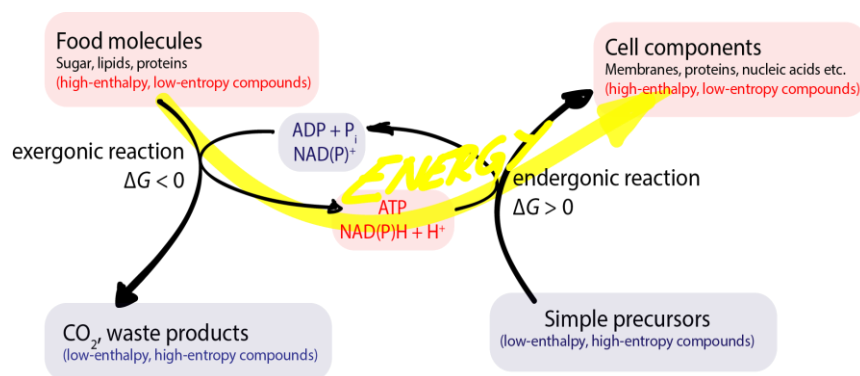 Food molecules
Sugar, lipids, proteins
(high-enthalpy, low-entropy compounds)
Cell components
Membranes, proteins, nucleic acids etc.
(high-enthalpy, low-entropy compounds)
ADP + Pᵢ
NAD(P)⁺
exergonic reaction
ΔG < 0
ENERGY
endergonic reaction
ΔG > 0
ATP
NAD(P)H + H⁺
CO₂, waste products
(low-enthalpy, high-entropy compounds)
Simple precursors
(low-enthalpy, high-entropy compounds)